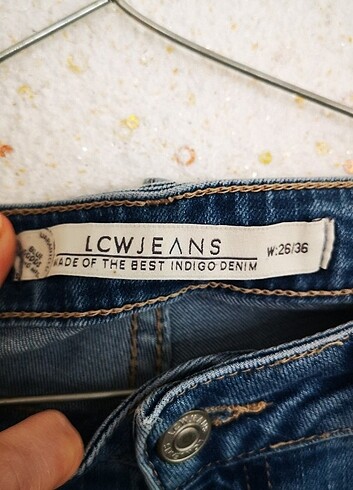 LCWJEANS
MADE OF THE BEST INDIGO DENIM
W:26/36